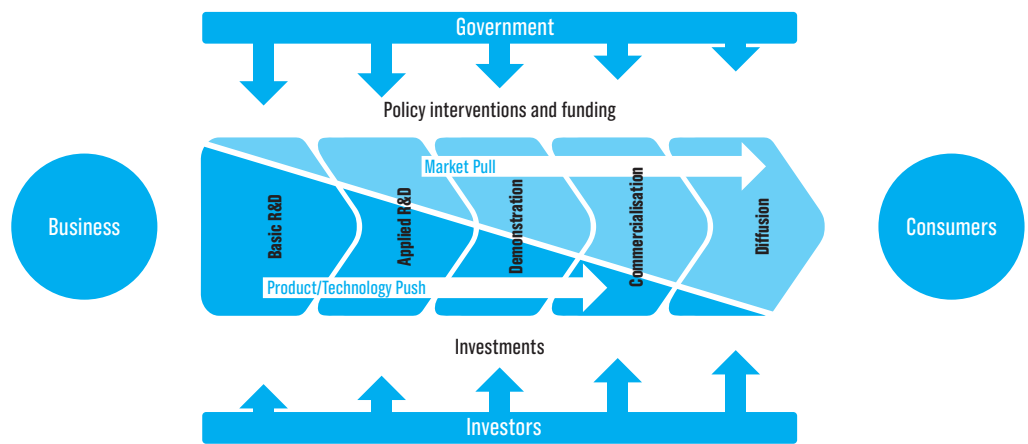 Government
Policy interventions and funding
Market Pull
Business
Basic R&D
Applied R&D
Demonstration
Commercialisation
Diffusion
Consumers
Product/Technology Push
Investments
Investors